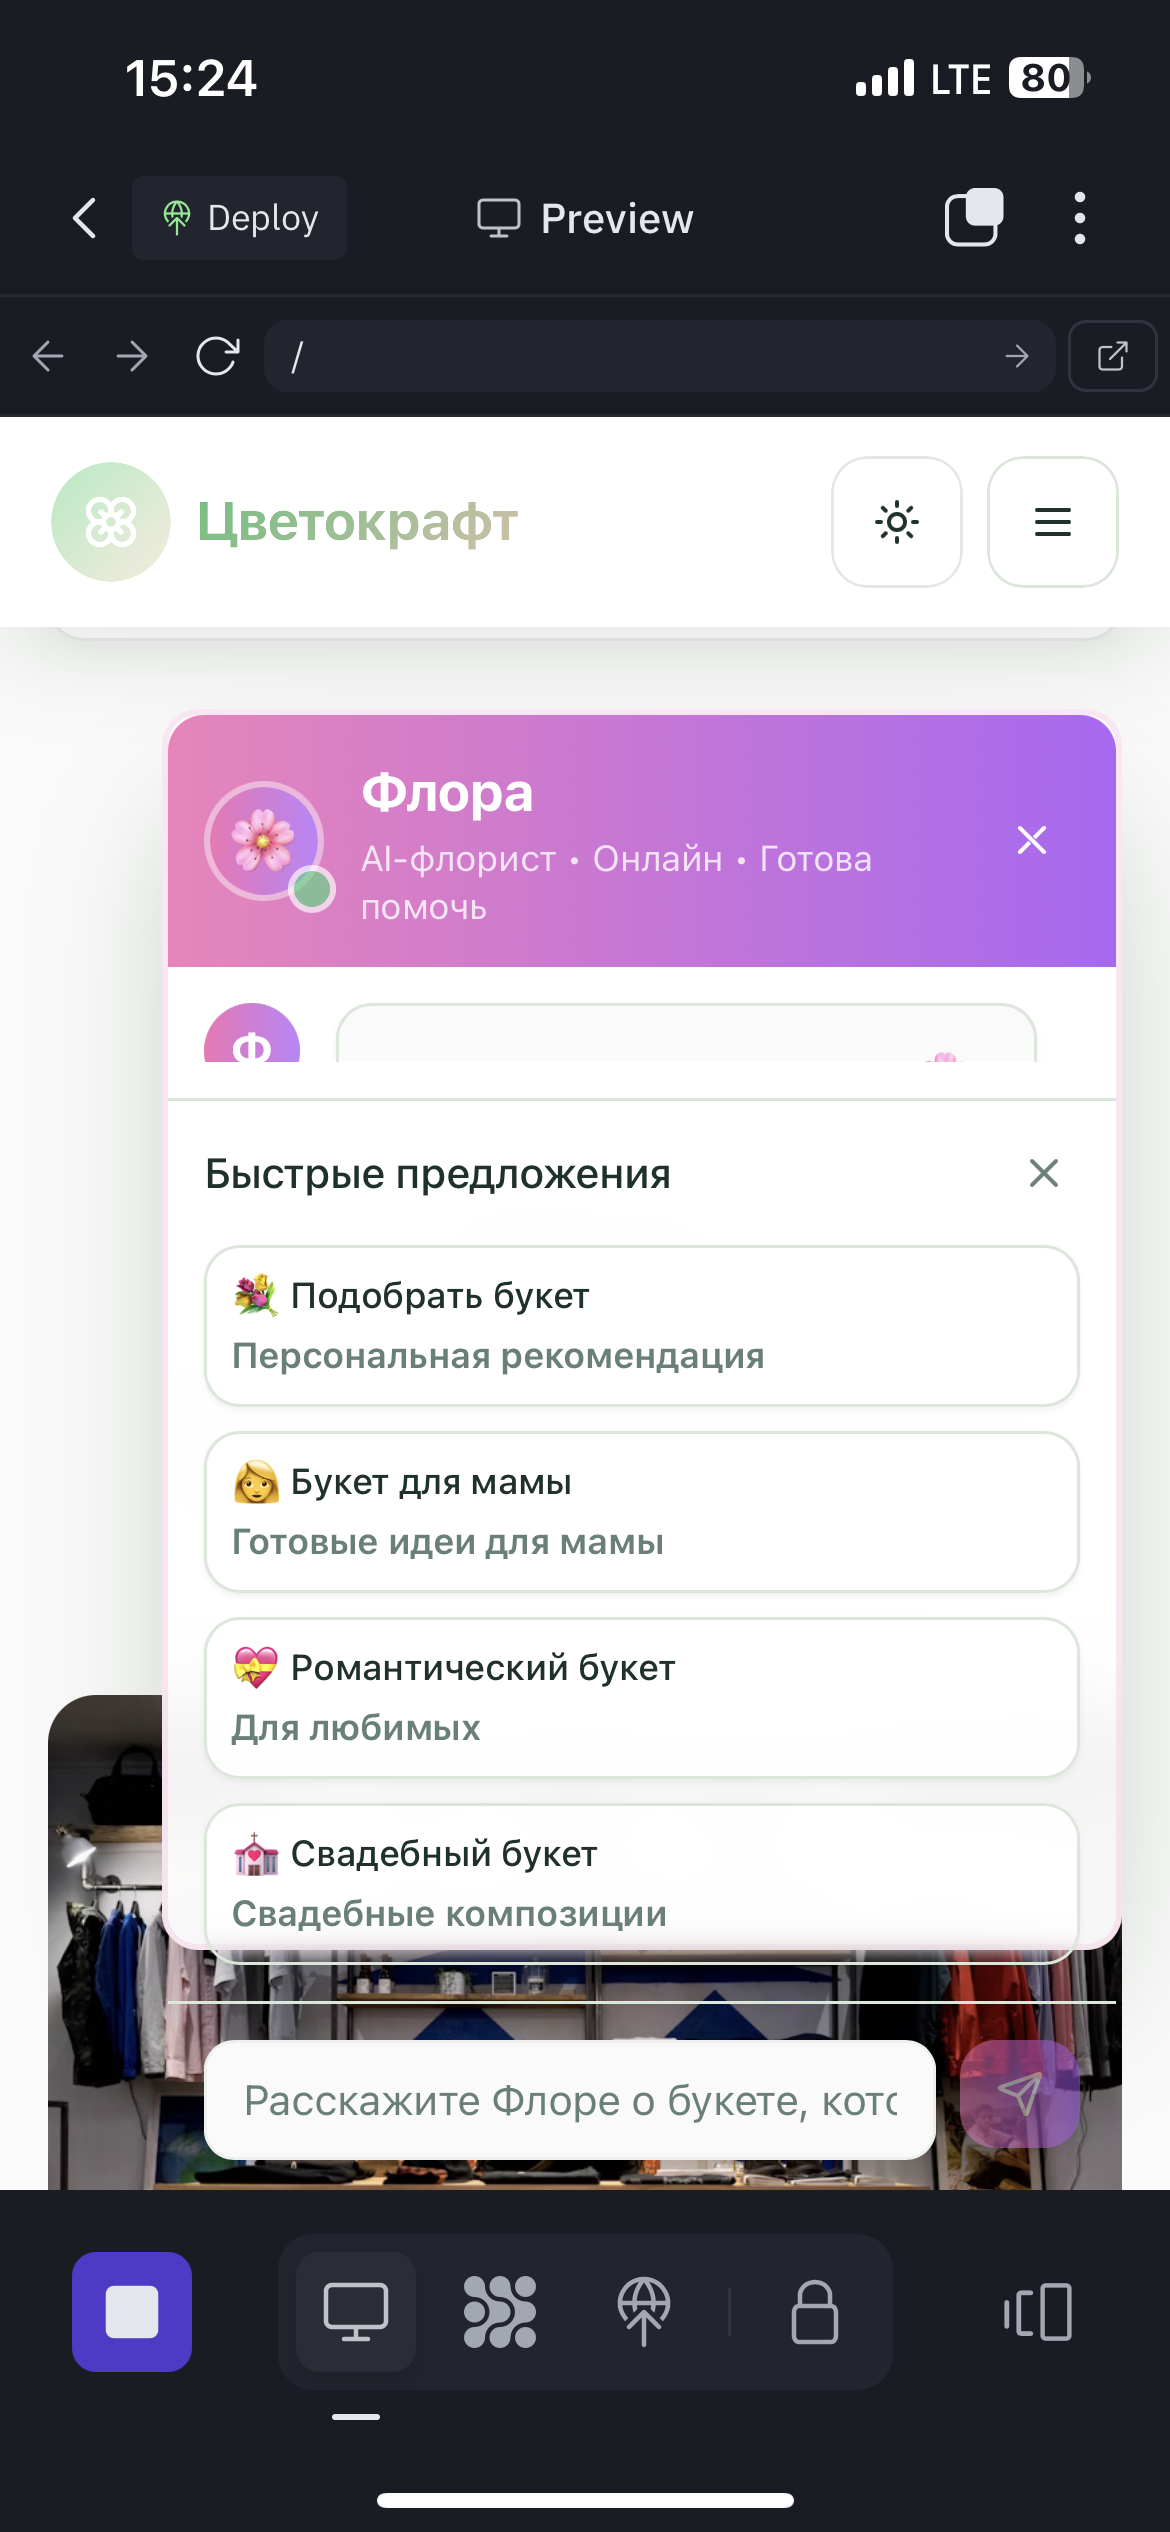 15:24
LTE 80
Deploy
Preview
/
Цветокрафт
Флора
AI-флорист • Онлайн • Готова
помочь
Ф
Быстрые предложения
💐 Подобрать букет
Персональная рекомендация
👩 Букет для мамы
Готовые идеи для мамы
💝 Романтический букет
Для любимых
💒 Свадебный букет
Свадебные композиции
Расскажите Флоре о букете, кото